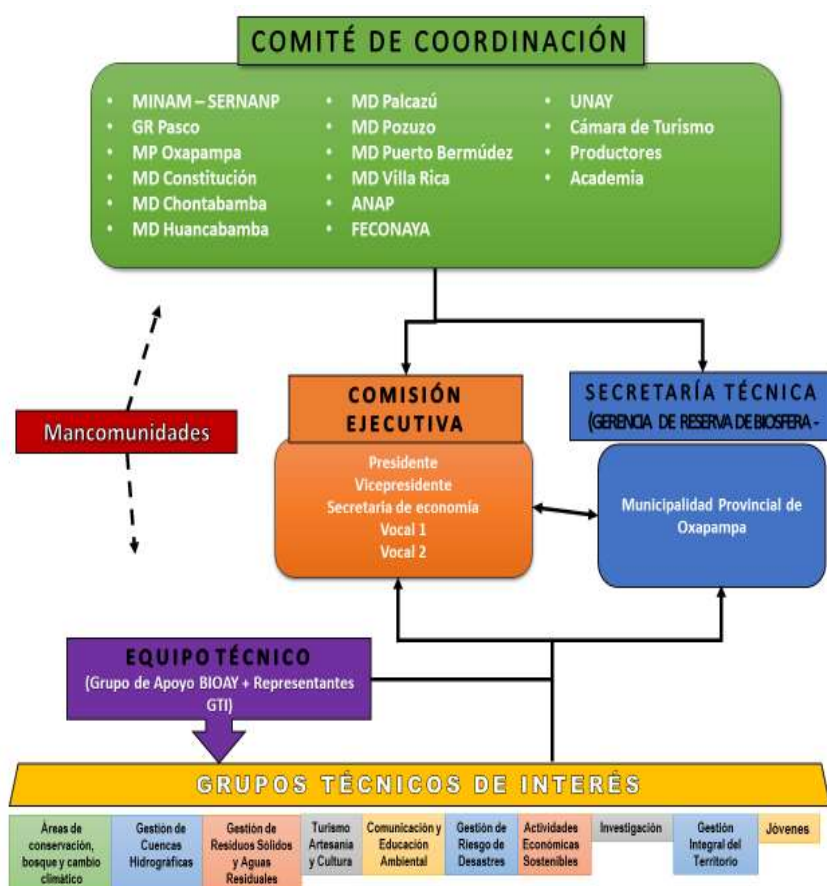 COMITÉ DE COORDINACIÓN
• MINAM – SERNANP
• GR Pasco
• MP Oxapampa
• MD Constitución
• MD Chontabamba
• MD Huancabamba
• MD Palcazú
• MD Pozuzo
• MD Puerto Bermúdez
• MD Villa Rica
• ANAP
• FECONAYA
• UNAY
• Cámara de Turismo
• Productores
• Academia
Mancomunidades
COMISIÓN
EJECUTIVA
Presidente
Vicepresidente
Secretaria de economía
Vocal 1
Vocal 2
SECRETARÍA TÉCNICA
(GERENCIA DE RESERVA DE BIOSFERA -
Municipalidad Provincial de
Oxapampa
EQUIPO TÉCNICO
(Grupo de Apoyo BIOAY + Representantes
GTI)
GRUPOS TÉCNICOS DE INTERÉS
Áreas de
conservación,
bosque y cambio
climático
Gestión de
Cuencas
Hidrográficas
Gestión de
Residuos Sólidos
y Aguas
Residuales
Turismo
Artesanía
y Cultura
Comunicación y
Educación
Ambiental
Gestión de
Riesgo de
Desastres
Actividades
Económicas
Sostenibles
Investigación
Gestión
Integral del
Territorio
Jóvenes